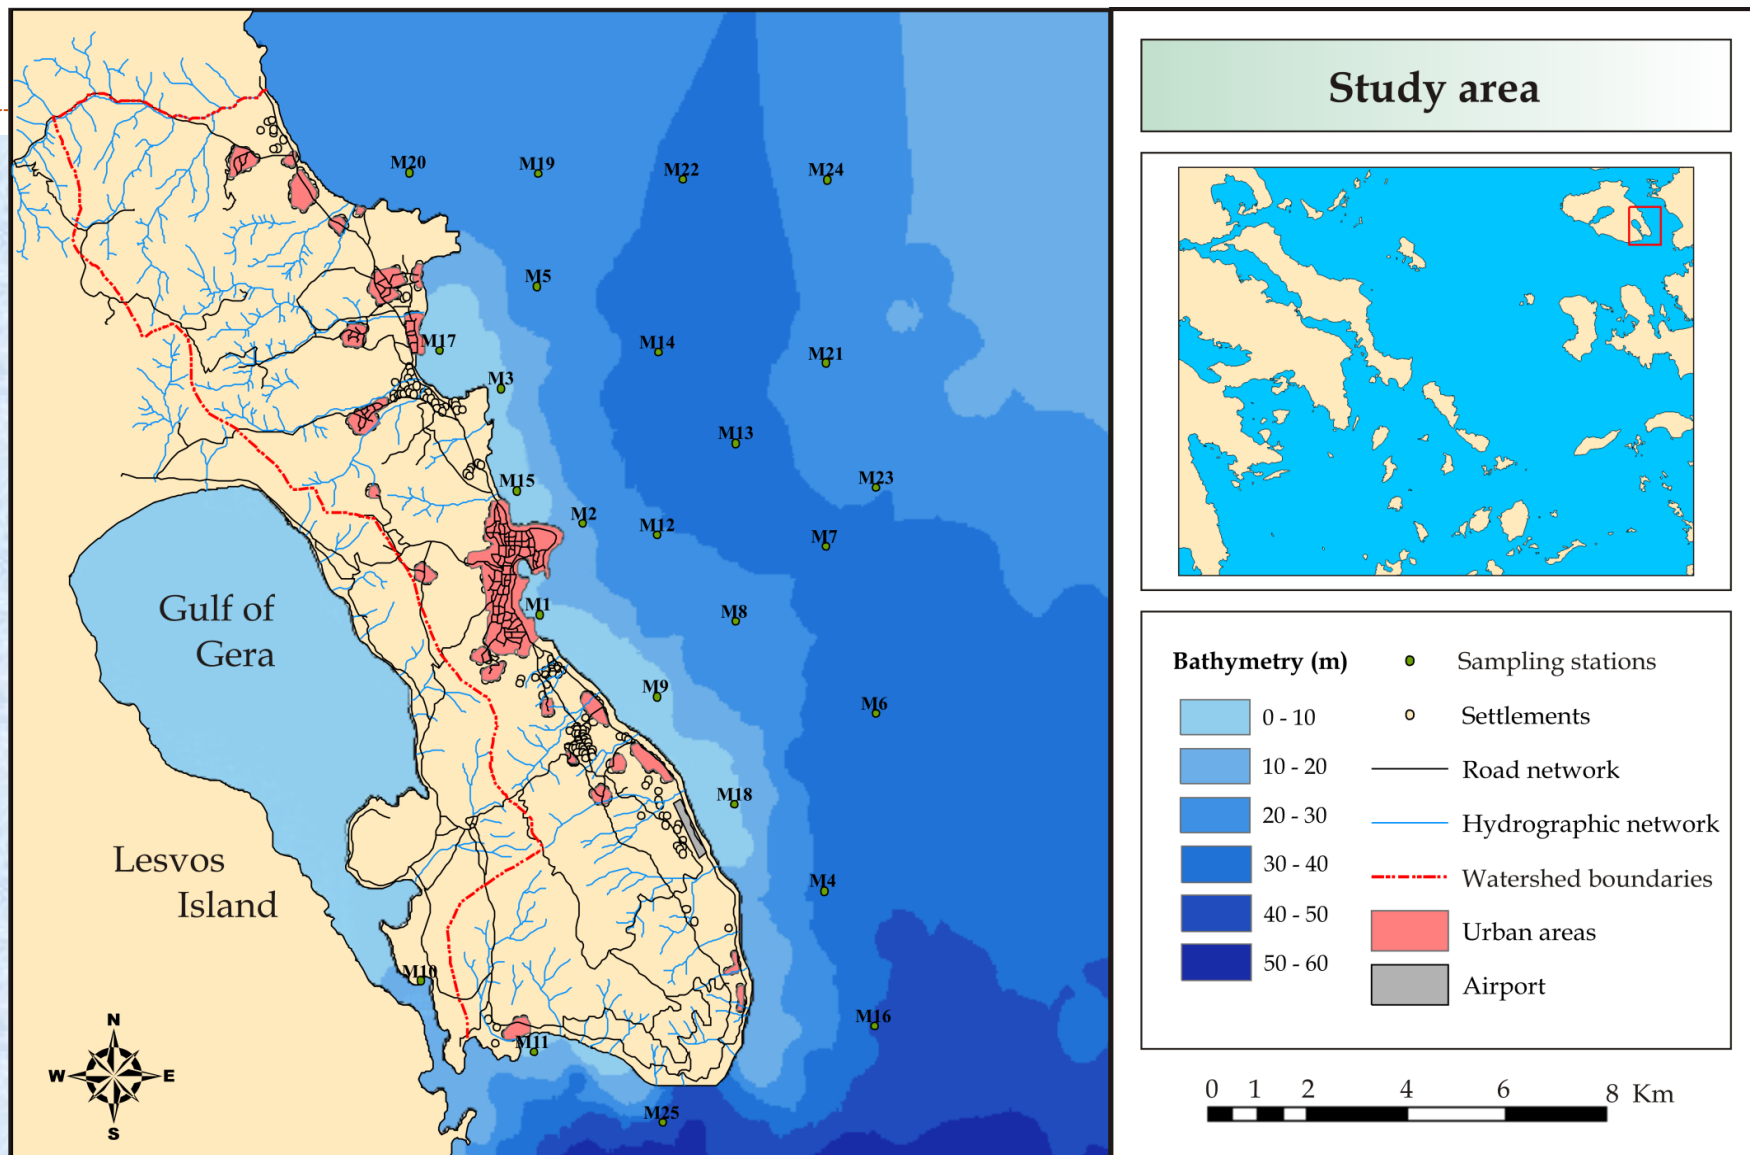 Study area
M20
M19
M22
M24
M5
M17
M14
M21
M3
M13
M15
M23
M2
M12
M7
Gulf of
Gera
M1
M8
M9
M6
M18
Lesvos
Island
M4
M10
M16
M11
M25
N
W
E
S
Bathymetry (m)
0 - 10
10 - 20
20 - 30
30 - 40
40 - 50
50 - 60
Sampling stations
Settlements
Road network
Hydrographic network
Watershed boundaries
Urban areas
Airport
0 1 2 4 6 8 Km